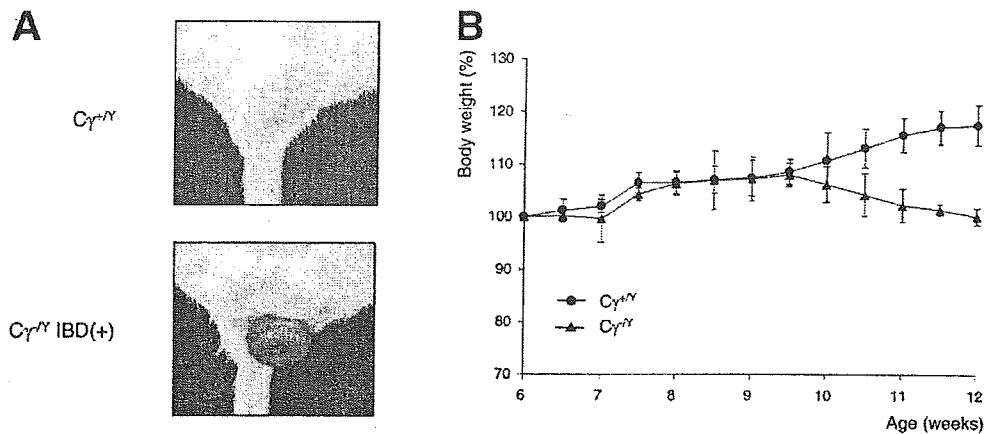 A
Cγ+/Y
Cγ-/Y IBD(+)
B
Body weight (%)
130
120
110
100
90
80
70
Cγ+/Y
Cγ-/Y
6 7 8 9 10 11 12
Age (weeks)